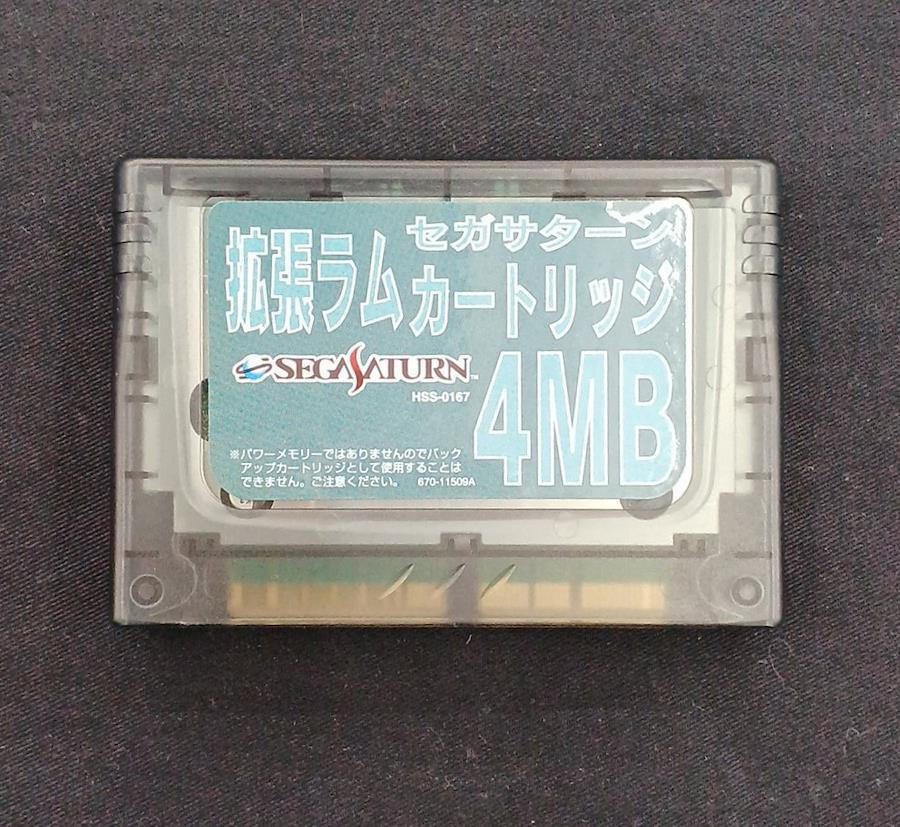 セガサターン
拡張ラムカートリッジ
SEGA SATURN™
HSS-0167
4MB
※パワーメモリーではありませんのでバック
アップカートリッジとして使用することは
できません。ご注意ください。 670-11509A